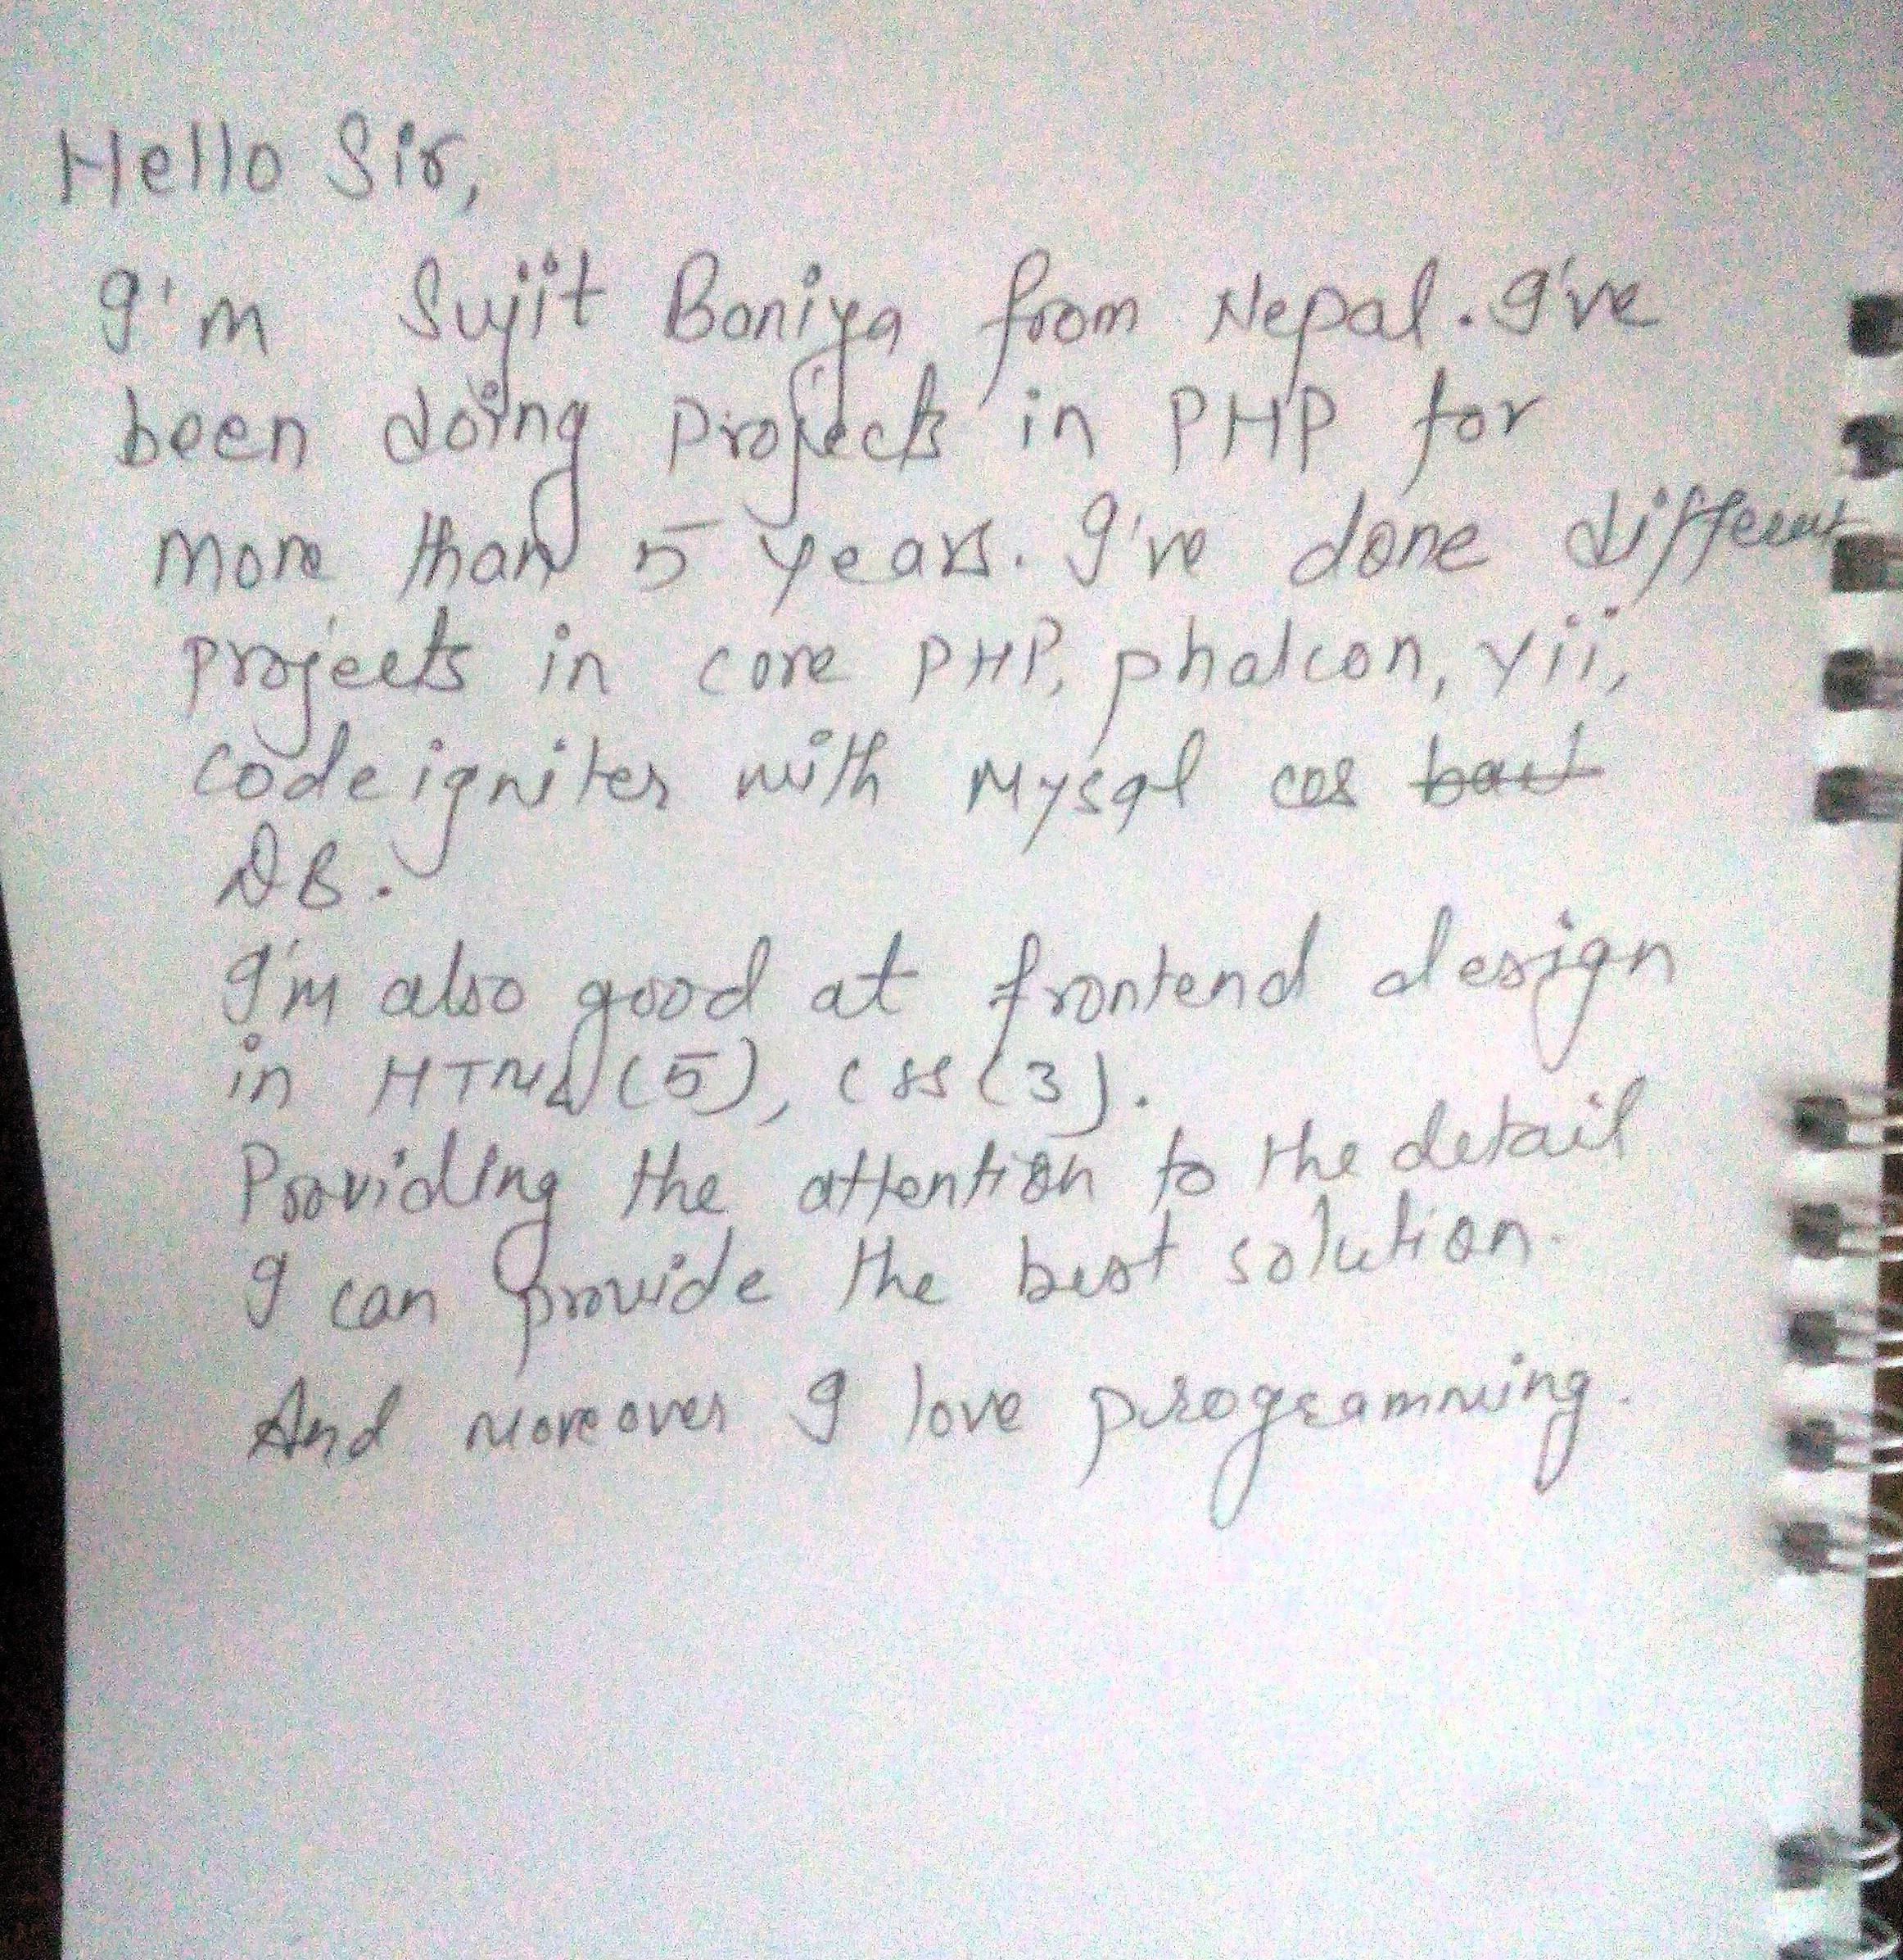 Hello Sir,
I'm Sujit Baniya from Nepal. I've
been doing projects in PHP for
more than 5 years. I've done different
projects in core PHP, phalcon, yii,
codeigniter with Mysql as
DB.
I'm also good at frontend design
in HTML(5), CSS(3).
Providing the attention to the detail
I can provide the best solution.
And moreover I love programming.